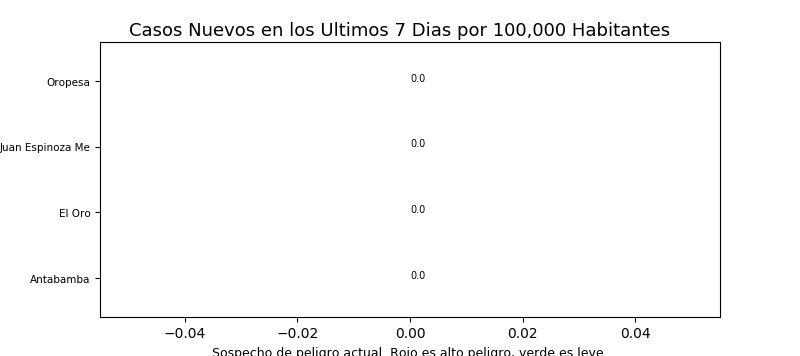 Casos Nuevos en los Ultimos 7 Dias por 100,000 Habitantes
Oropesa
0.0
Juan Espinoza Me
0.0
El Oro
0.0
Antabamba
0.0
−0.04
−0.02
0.00
0.02
0.04
Sospecho de peligro actual. Rojo es alto peligro, verde es leve